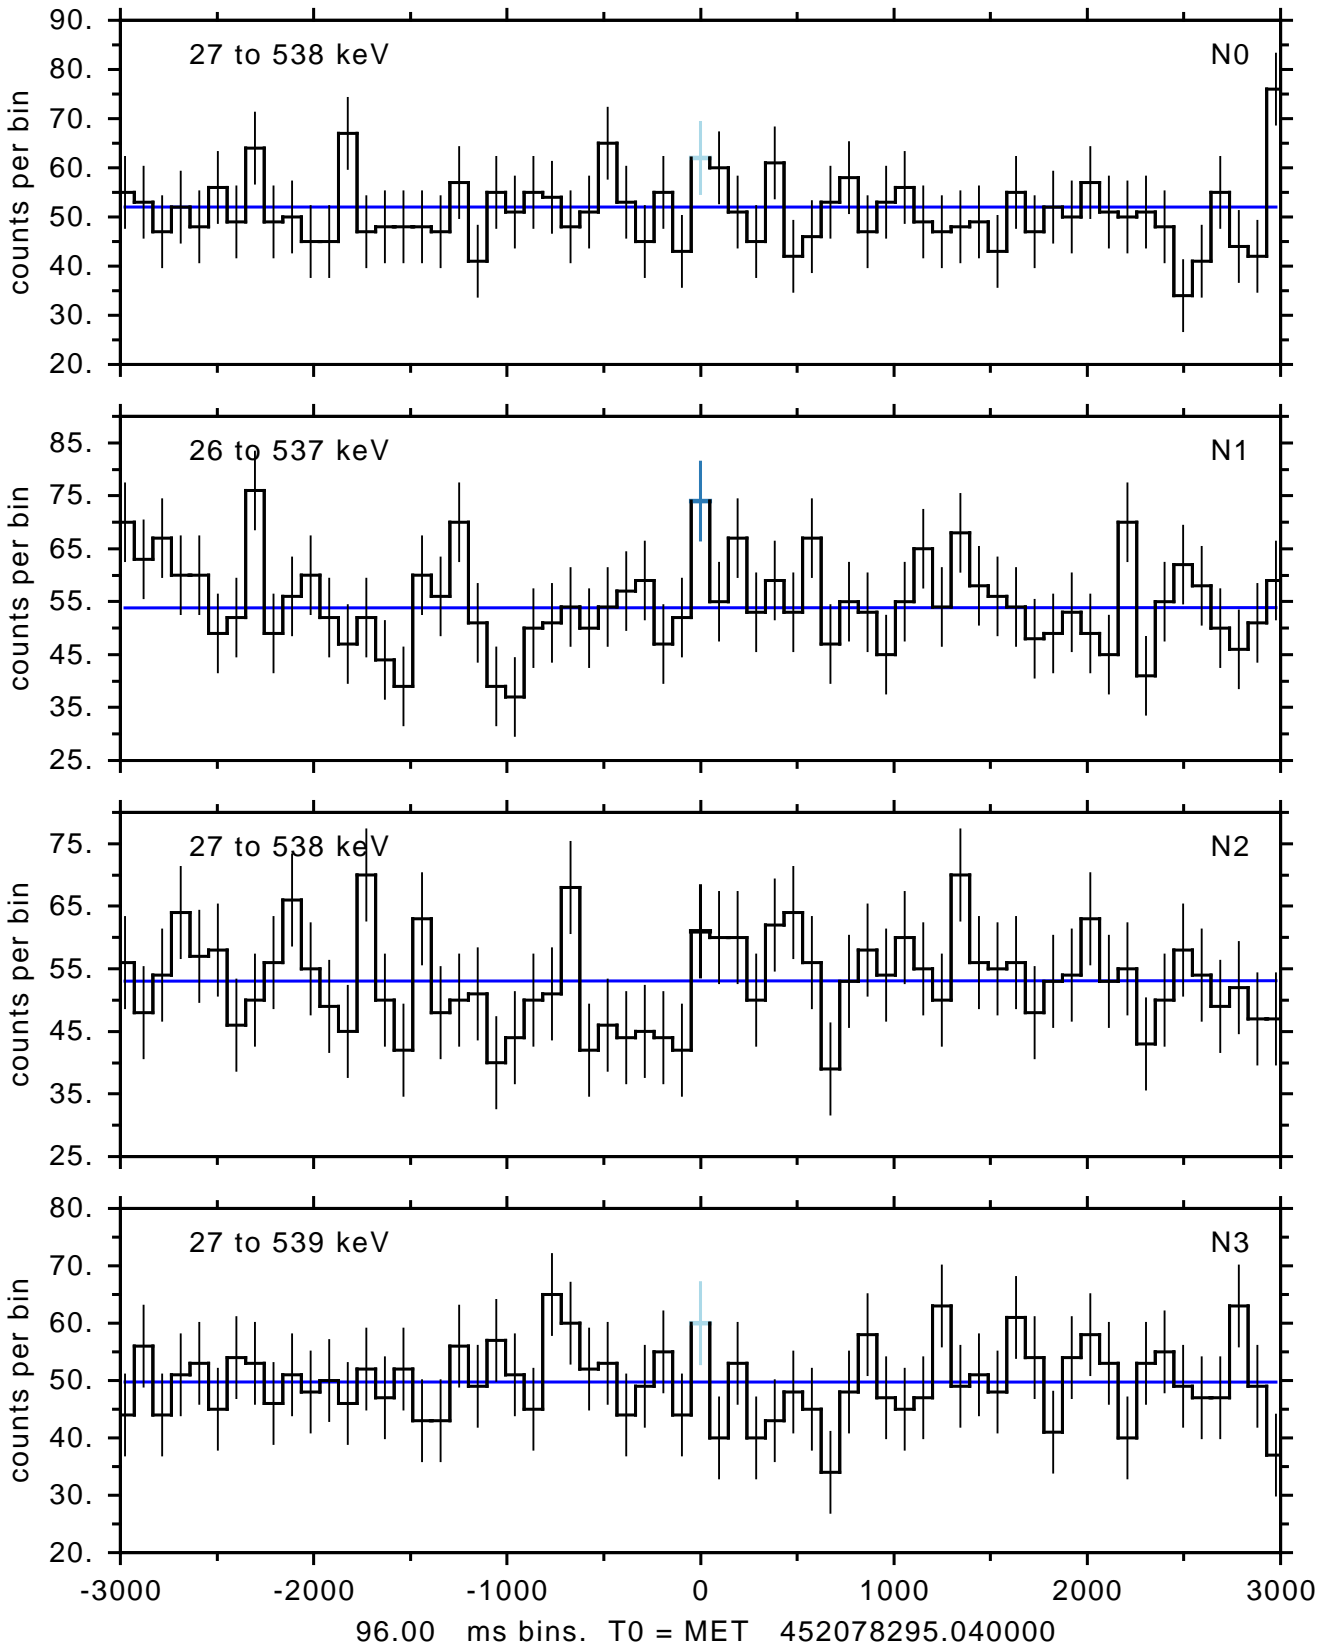 90.
80.
70.
60.
50.
40.
30.
20.
counts per bin
27 to 538 keV
N0
85.
75.
65.
55.
45.
35.
25.
counts per bin
26 to 537 keV
N1
75.
65.
55.
45.
35.
25.
counts per bin
27 to 538 keV
N2
80.
70.
60.
50.
40.
30.
20.
counts per bin
27 to 539 keV
N3
-3000 -2000 -1000 0 1000 2000 3000
96.00 ms bins. T0 = MET 452078295.040000